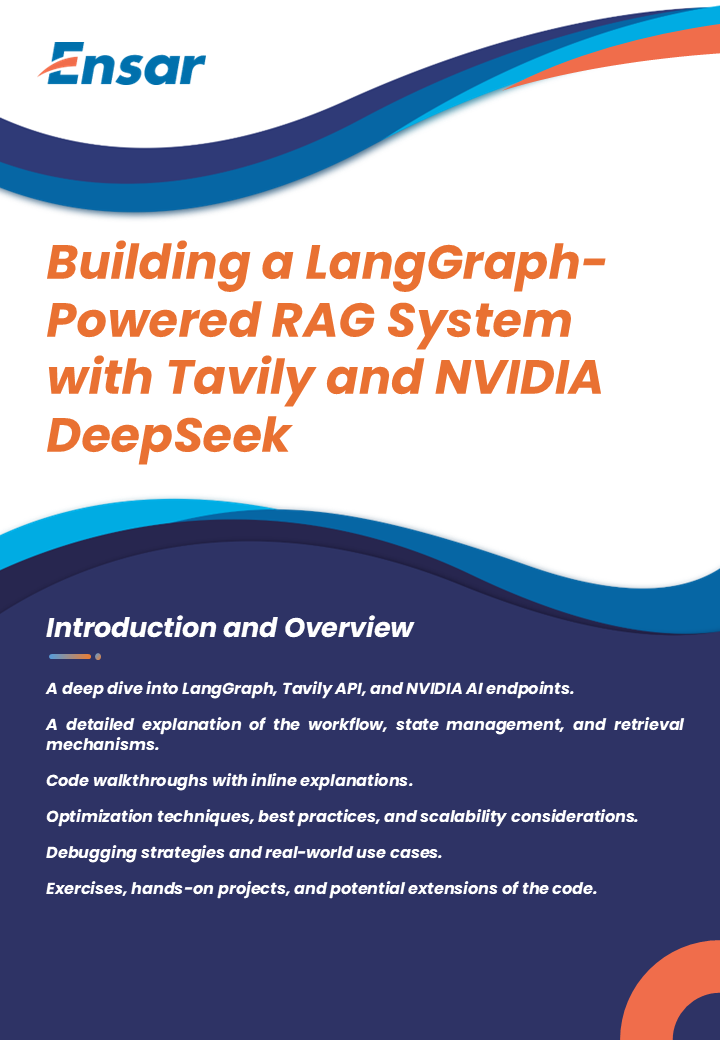 Ensar
Building a LangGraph-
Powered RAG System
with Tavily and NVIDIA
DeepSeek
Introduction and Overview
A deep dive into LangGraph, Tavily API, and NVIDIA AI endpoints.
A detailed explanation of the workflow, state management, and retrieval
mechanisms.
Code walkthroughs with inline explanations.
Optimization techniques, best practices, and scalability considerations.
Debugging strategies and real-world use cases.
Exercises, hands-on projects, and potential extensions of the code.